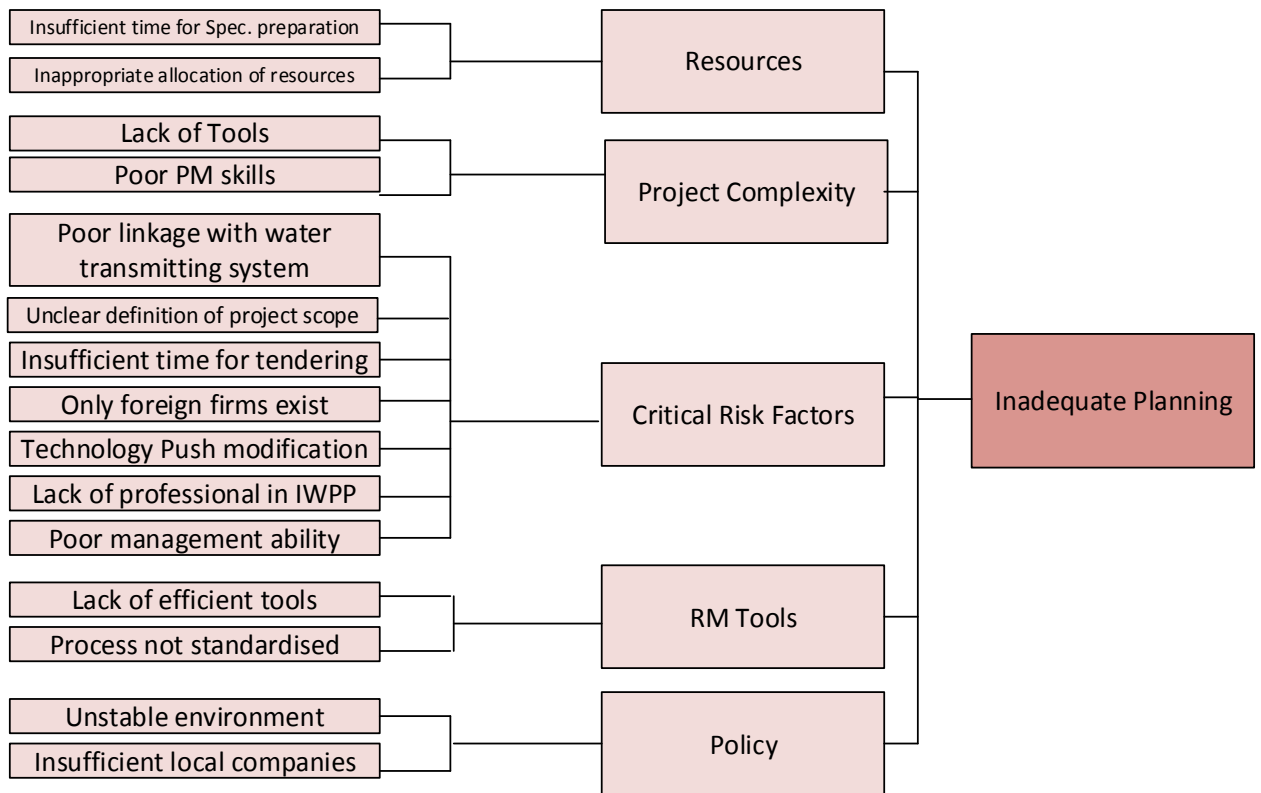 Insufficient time for Spec. preparation
Inappropriate allocation of resources
Resources
Lack of Tools
Poor PM skills
Project Complexity
Poor linkage with water
transmitting system
Unclear definition of project scope
Insufficient time for tendering
Only foreign firms exist
Technology Push modification
Lack of professional in IWPP
Poor management ability
Critical Risk Factors
Inadequate Planning
Lack of efficient tools
Process not standardised
RM Tools
Unstable environment
Insufficient local companies
Policy